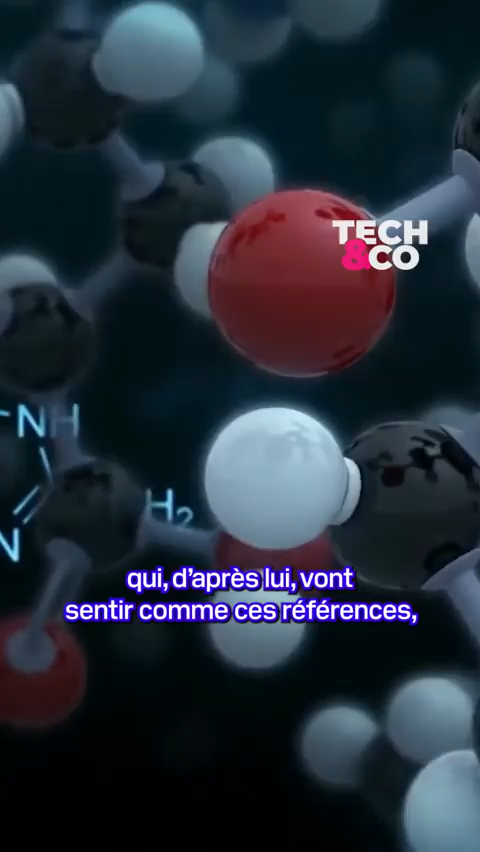 TECH
&CO
NH
N
H₂
qui, d'après lui, vont
sentir comme ces références,